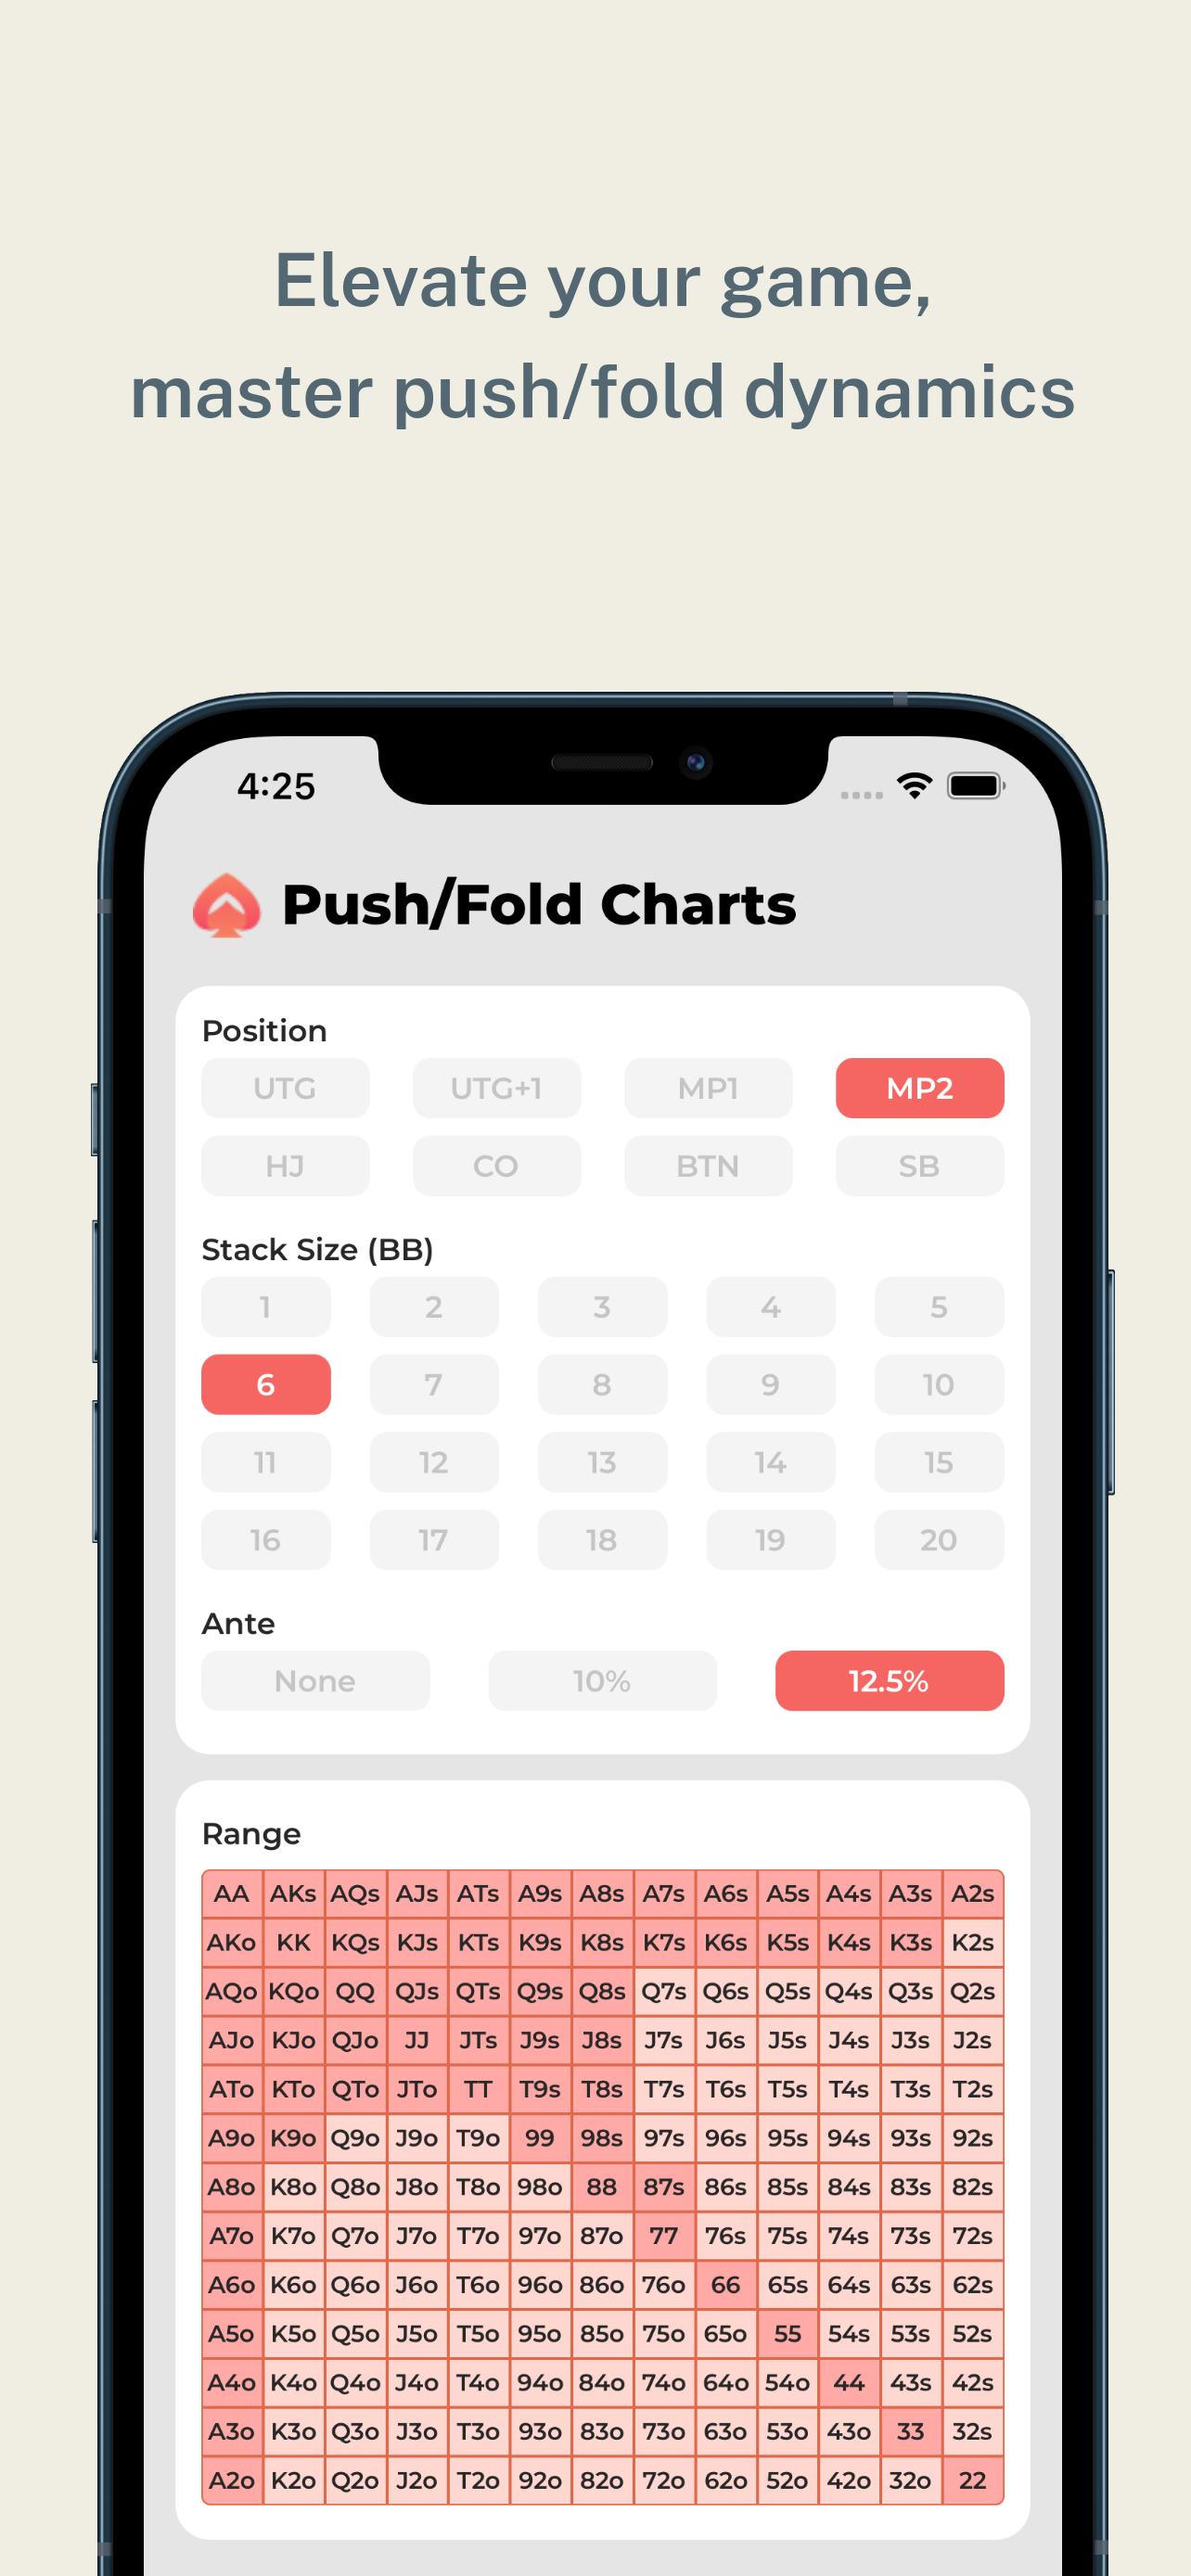 Elevate your game,
master push/fold dynamics
4:25
Push/Fold Charts
Position
UTG UTG+1 MP1 MP2
HJ CO BTN SB
Stack Size (BB)
1 2 3 4 5
6 7 8 9 10
11 12 13 14 15
16 17 18 19 20
Ante
None 10% 12.5%
Range
AA AKs AQs AJs ATs A9s A8s A7s A6s A5s A4s A3s A2s
AKo KK KQs KJs KTs K9s K8s K7s K6s K5s K4s K3s K2s
AQo KQo QQ QJs QTs Q9s Q8s Q7s Q6s Q5s Q4s Q3s Q2s
AJo KJo QJo JJ JTs J9s J8s J7s J6s J5s J4s J3s J2s
ATo KTo QTo JTo TT T9s T8s T7s T6s T5s T4s T3s T2s
A9o K9o Q9o J9o T9o 99 98s 97s 96s 95s 94s 93s 92s
A8o K8o Q8o J8o T8o 98o 88 87s 86s 85s 84s 83s 82s
A7o K7o Q7o J7o T7o 97o 87o 77 76s 75s 74s 73s 72s
A6o K6o Q6o J6o T6o 96o 86o 76o 66 65s 64s 63s 62s
A5o K5o Q5o J5o T5o 95o 85o 75o 65o 55 54s 53s 52s
A4o K4o Q4o J4o T4o 94o 84o 74o 64o 54o 44 43s 42s
A3o K3o Q3o J3o T3o 93o 83o 73o 63o 53o 43o 33 32s
A2o K2o Q2o J2o T2o 92o 82o 72o 62o 52o 42o 32o 22